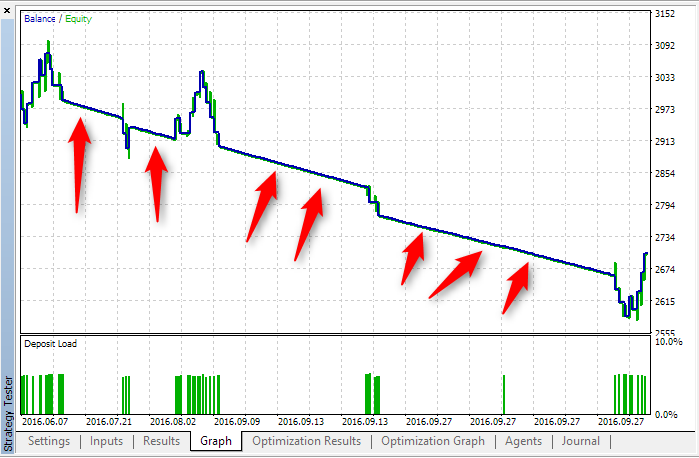 ×
Balance / Equity
3152
3092
3033
2973
2913
2854
2794
2734
2674
2615
2555
Deposit Load
10.0%
0.0%
2016.06.07 2016.07.21 2016.08.02 2016.09.09 2016.09.13 2016.09.13 2016.09.27 2016.09.27 2016.09.27 2016.09.27
Strategy Tester
Settings | Inputs | Results | Graph | Optimization Results | Optimization Graph | Agents | Journal |